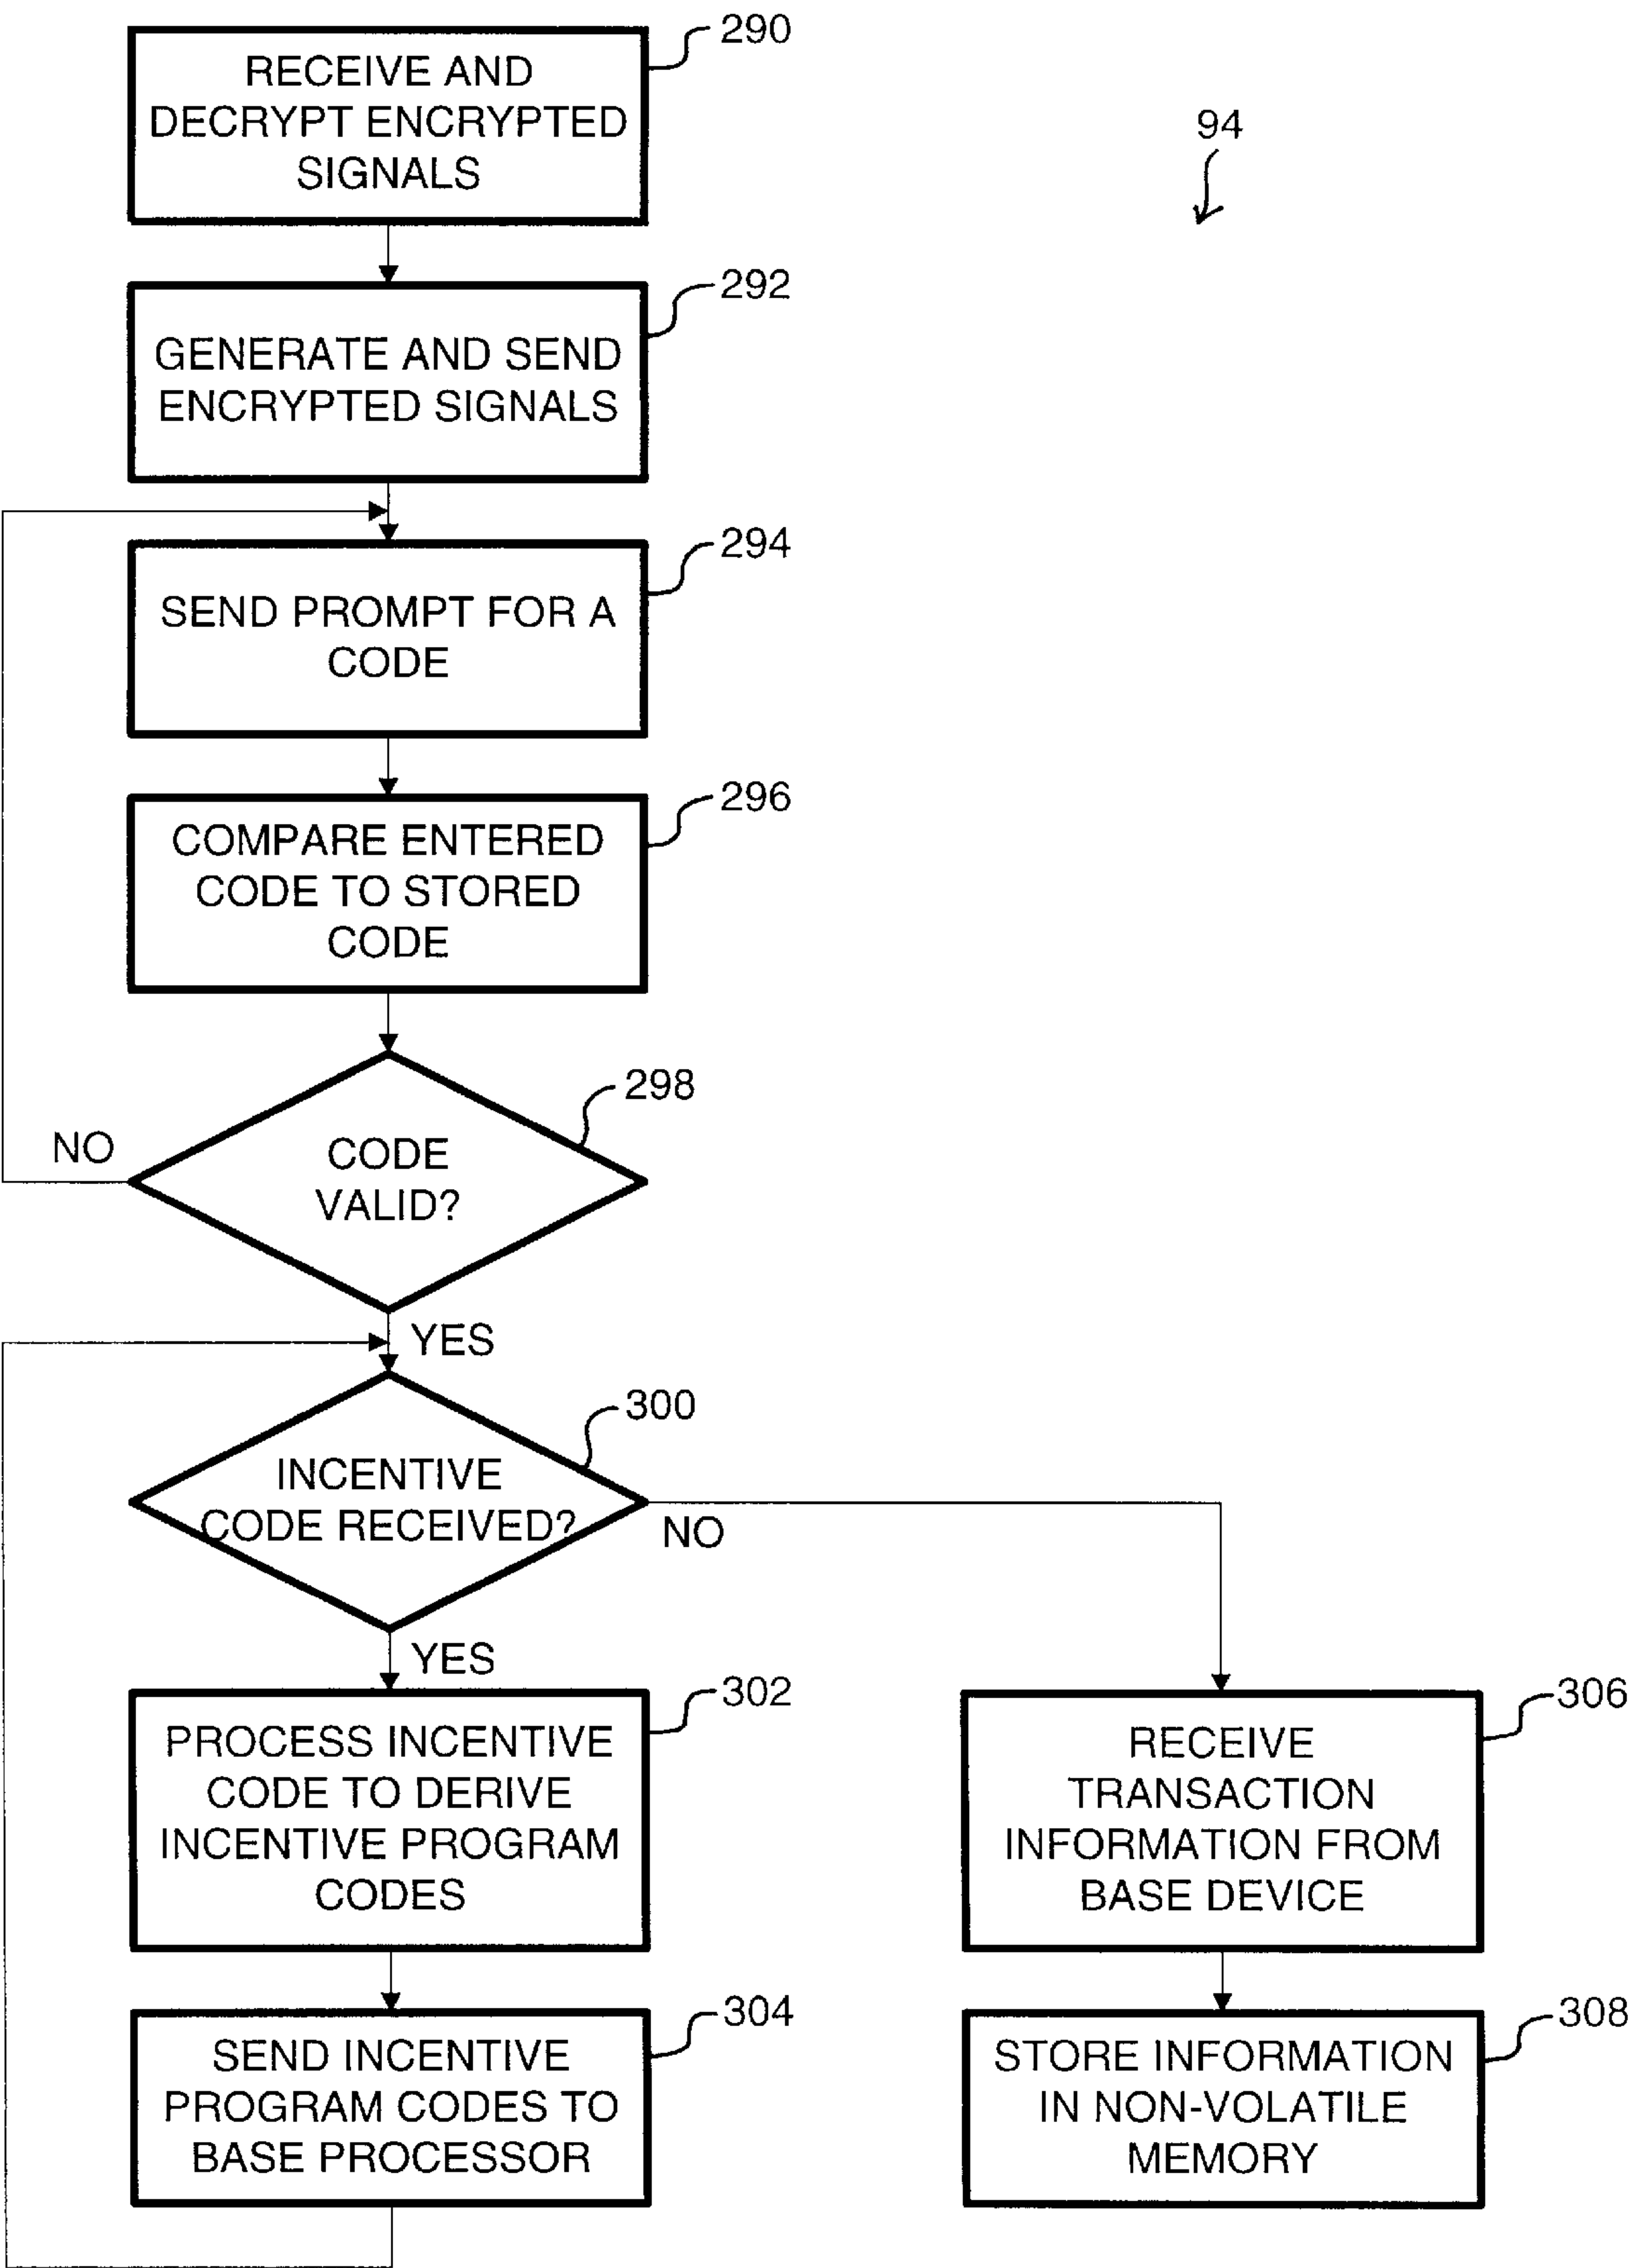 290
RECEIVE AND
DECRYPT ENCRYPTED
SIGNALS
94
292
GENERATE AND SEND
ENCRYPTED SIGNALS
294
SEND PROMPT FOR A
CODE
296
COMPARE ENTERED
CODE TO STORED
CODE
298
NO
CODE
VALID?
YES
300
INCENTIVE
CODE RECEIVED?
NO
YES
302
PROCESS INCENTIVE
CODE TO DERIVE
INCENTIVE PROGRAM
CODES
306
RECEIVE
TRANSACTION
INFORMATION FROM
BASE DEVICE
304
SEND INCENTIVE
PROGRAM CODES TO
BASE PROCESSOR
308
STORE INFORMATION
IN NON-VOLATILE
MEMORY